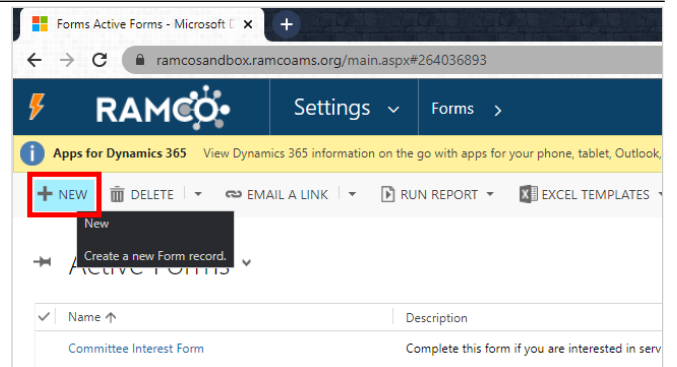 Forms Active Forms - Microsoft D
ramcosandbox.ramcoams.org/main.aspx#264036893
RAMCO Settings Forms
Apps for Dynamics 365 View Dynamics 365 information on the go with apps for your phone, tablet, Outlook,
NEW DELETE EMAIL A LINK RUN REPORT EXCEL TEMPLATES
New
Create a new Form record.
Active Forms
Name Description
Committee Interest Form Complete this form if you are interested in serv